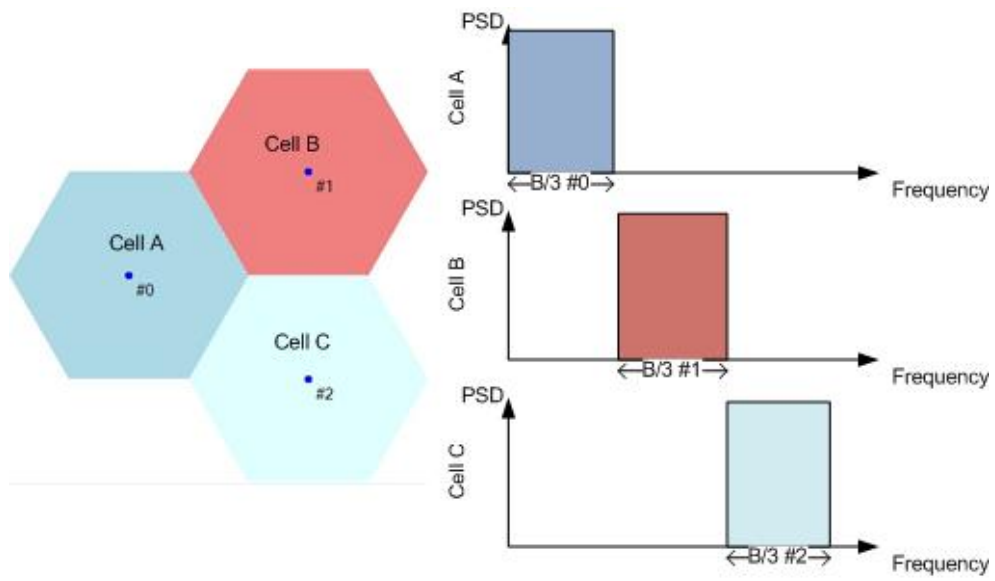 Cell B
#1
Cell A
#0
Cell C
#2
PSD
Cell A
B/3 #0
Frequency
PSD
Cell B
B/3 #1
Frequency
PSD
Cell C
B/3 #2
Frequency